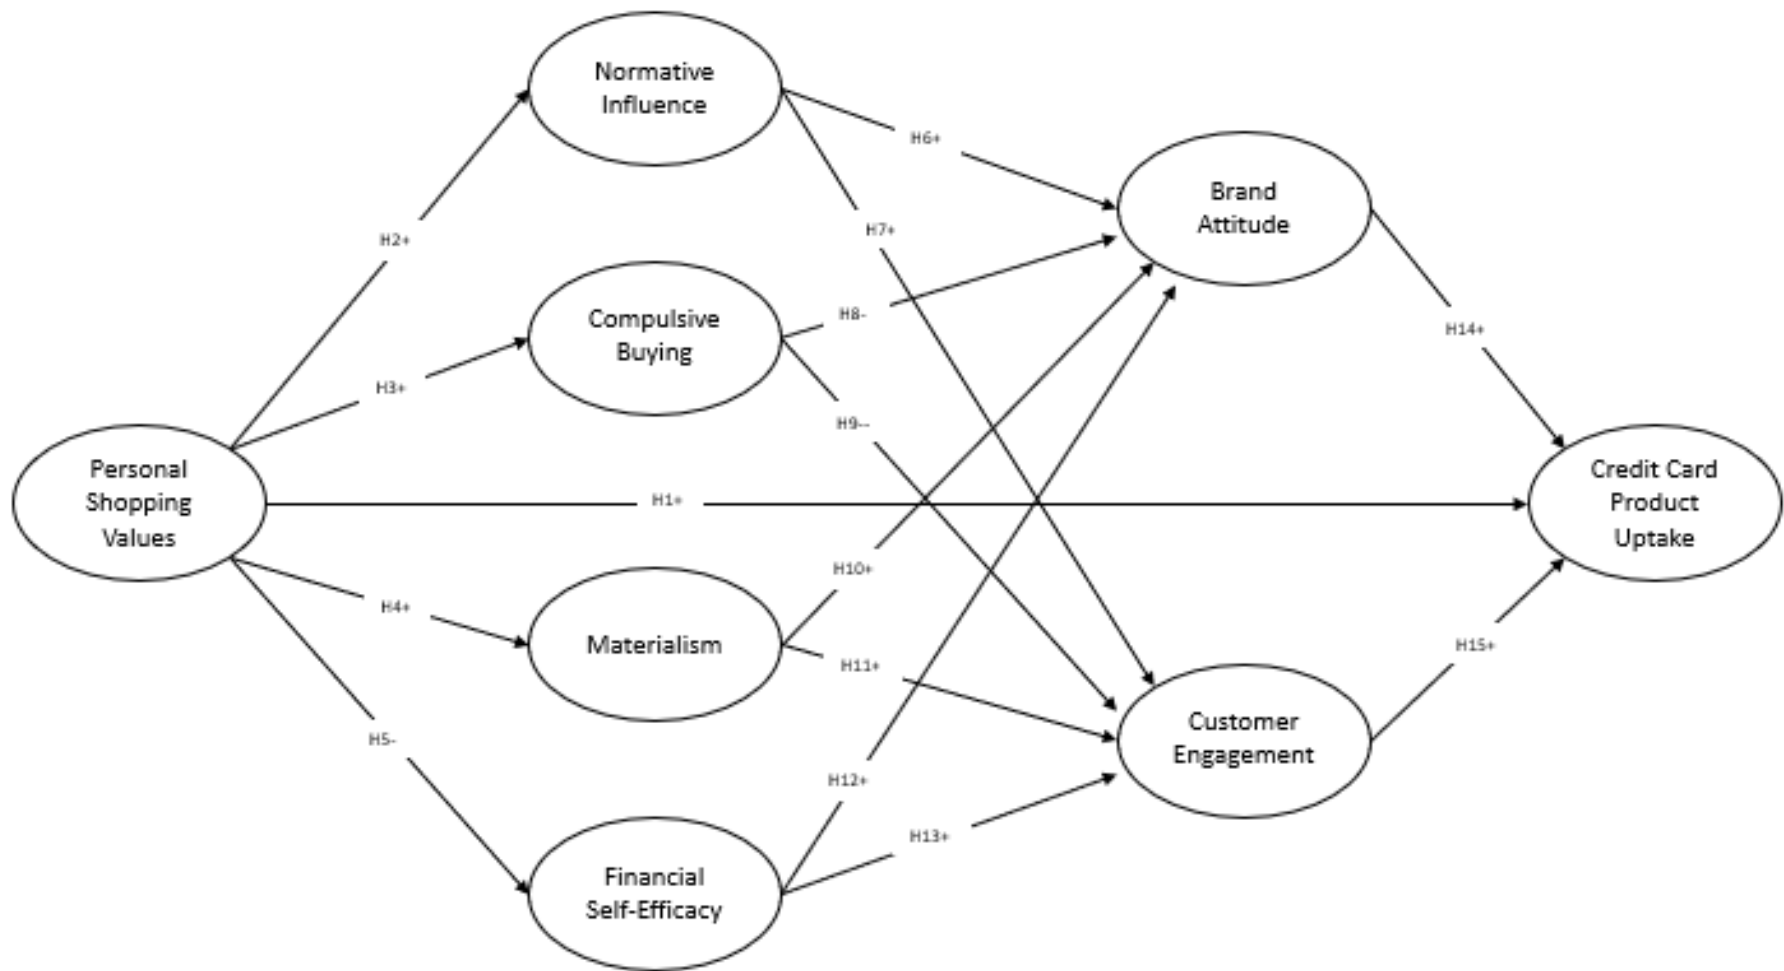 Normative
Influence
H6+
Brand
Attitude
H2+
H7+
Compulsive
Buying
H8-
H14+
H3+
H9--
Personal
Shopping
Values
H1+
Credit Card
Product
Uptake
H10+
H4+
Materialism
H11+
H15+
H5-
Customer
Engagement
H12+
H13+
Financial
Self-Efficacy